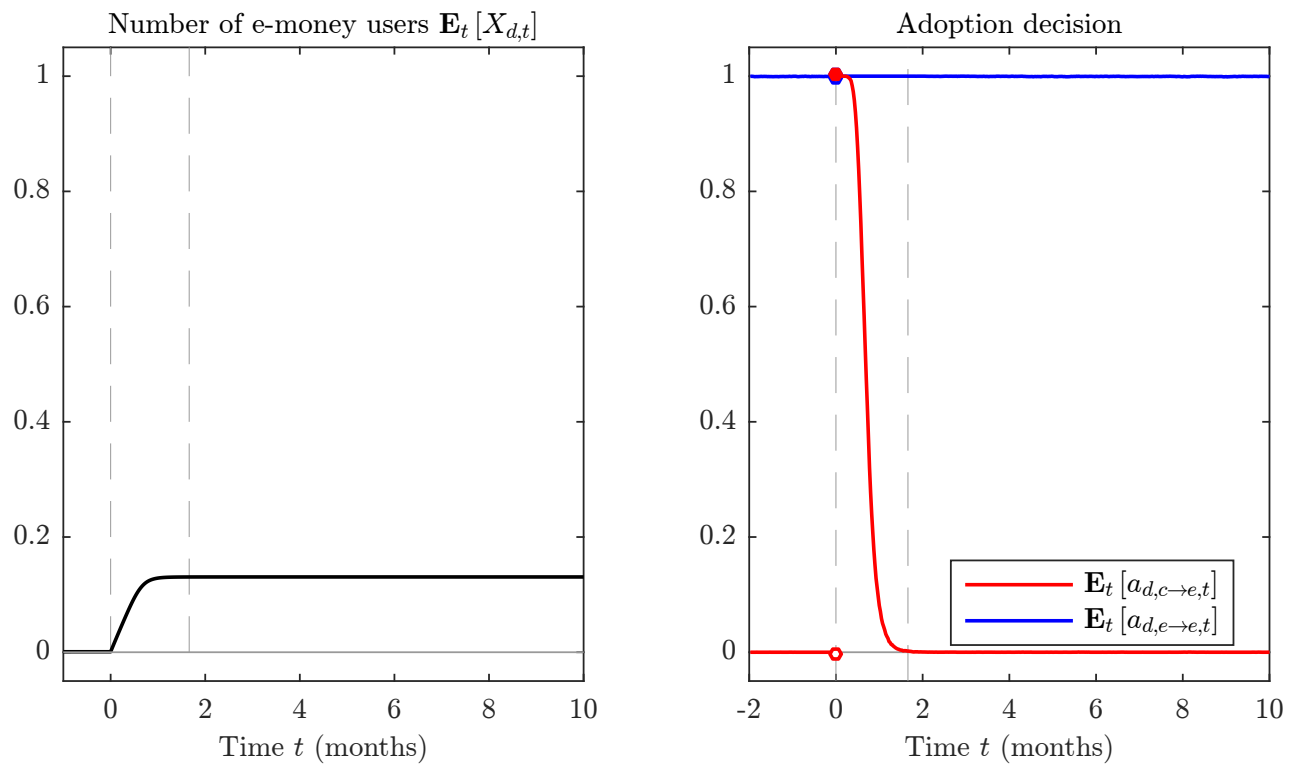 Number of e-money users E_t [X_{d,t}]
1
0.8
0.6
0.4
0.2
0
0 2 4 6 8 10
Time t (months)
Adoption decision
1
0.8
0.6
0.4
0.2
0
E_t [a_{d,c→e,t}]
E_t [a_{d,e→e,t}]
-2 0 2 4 6 8 10
Time t (months)